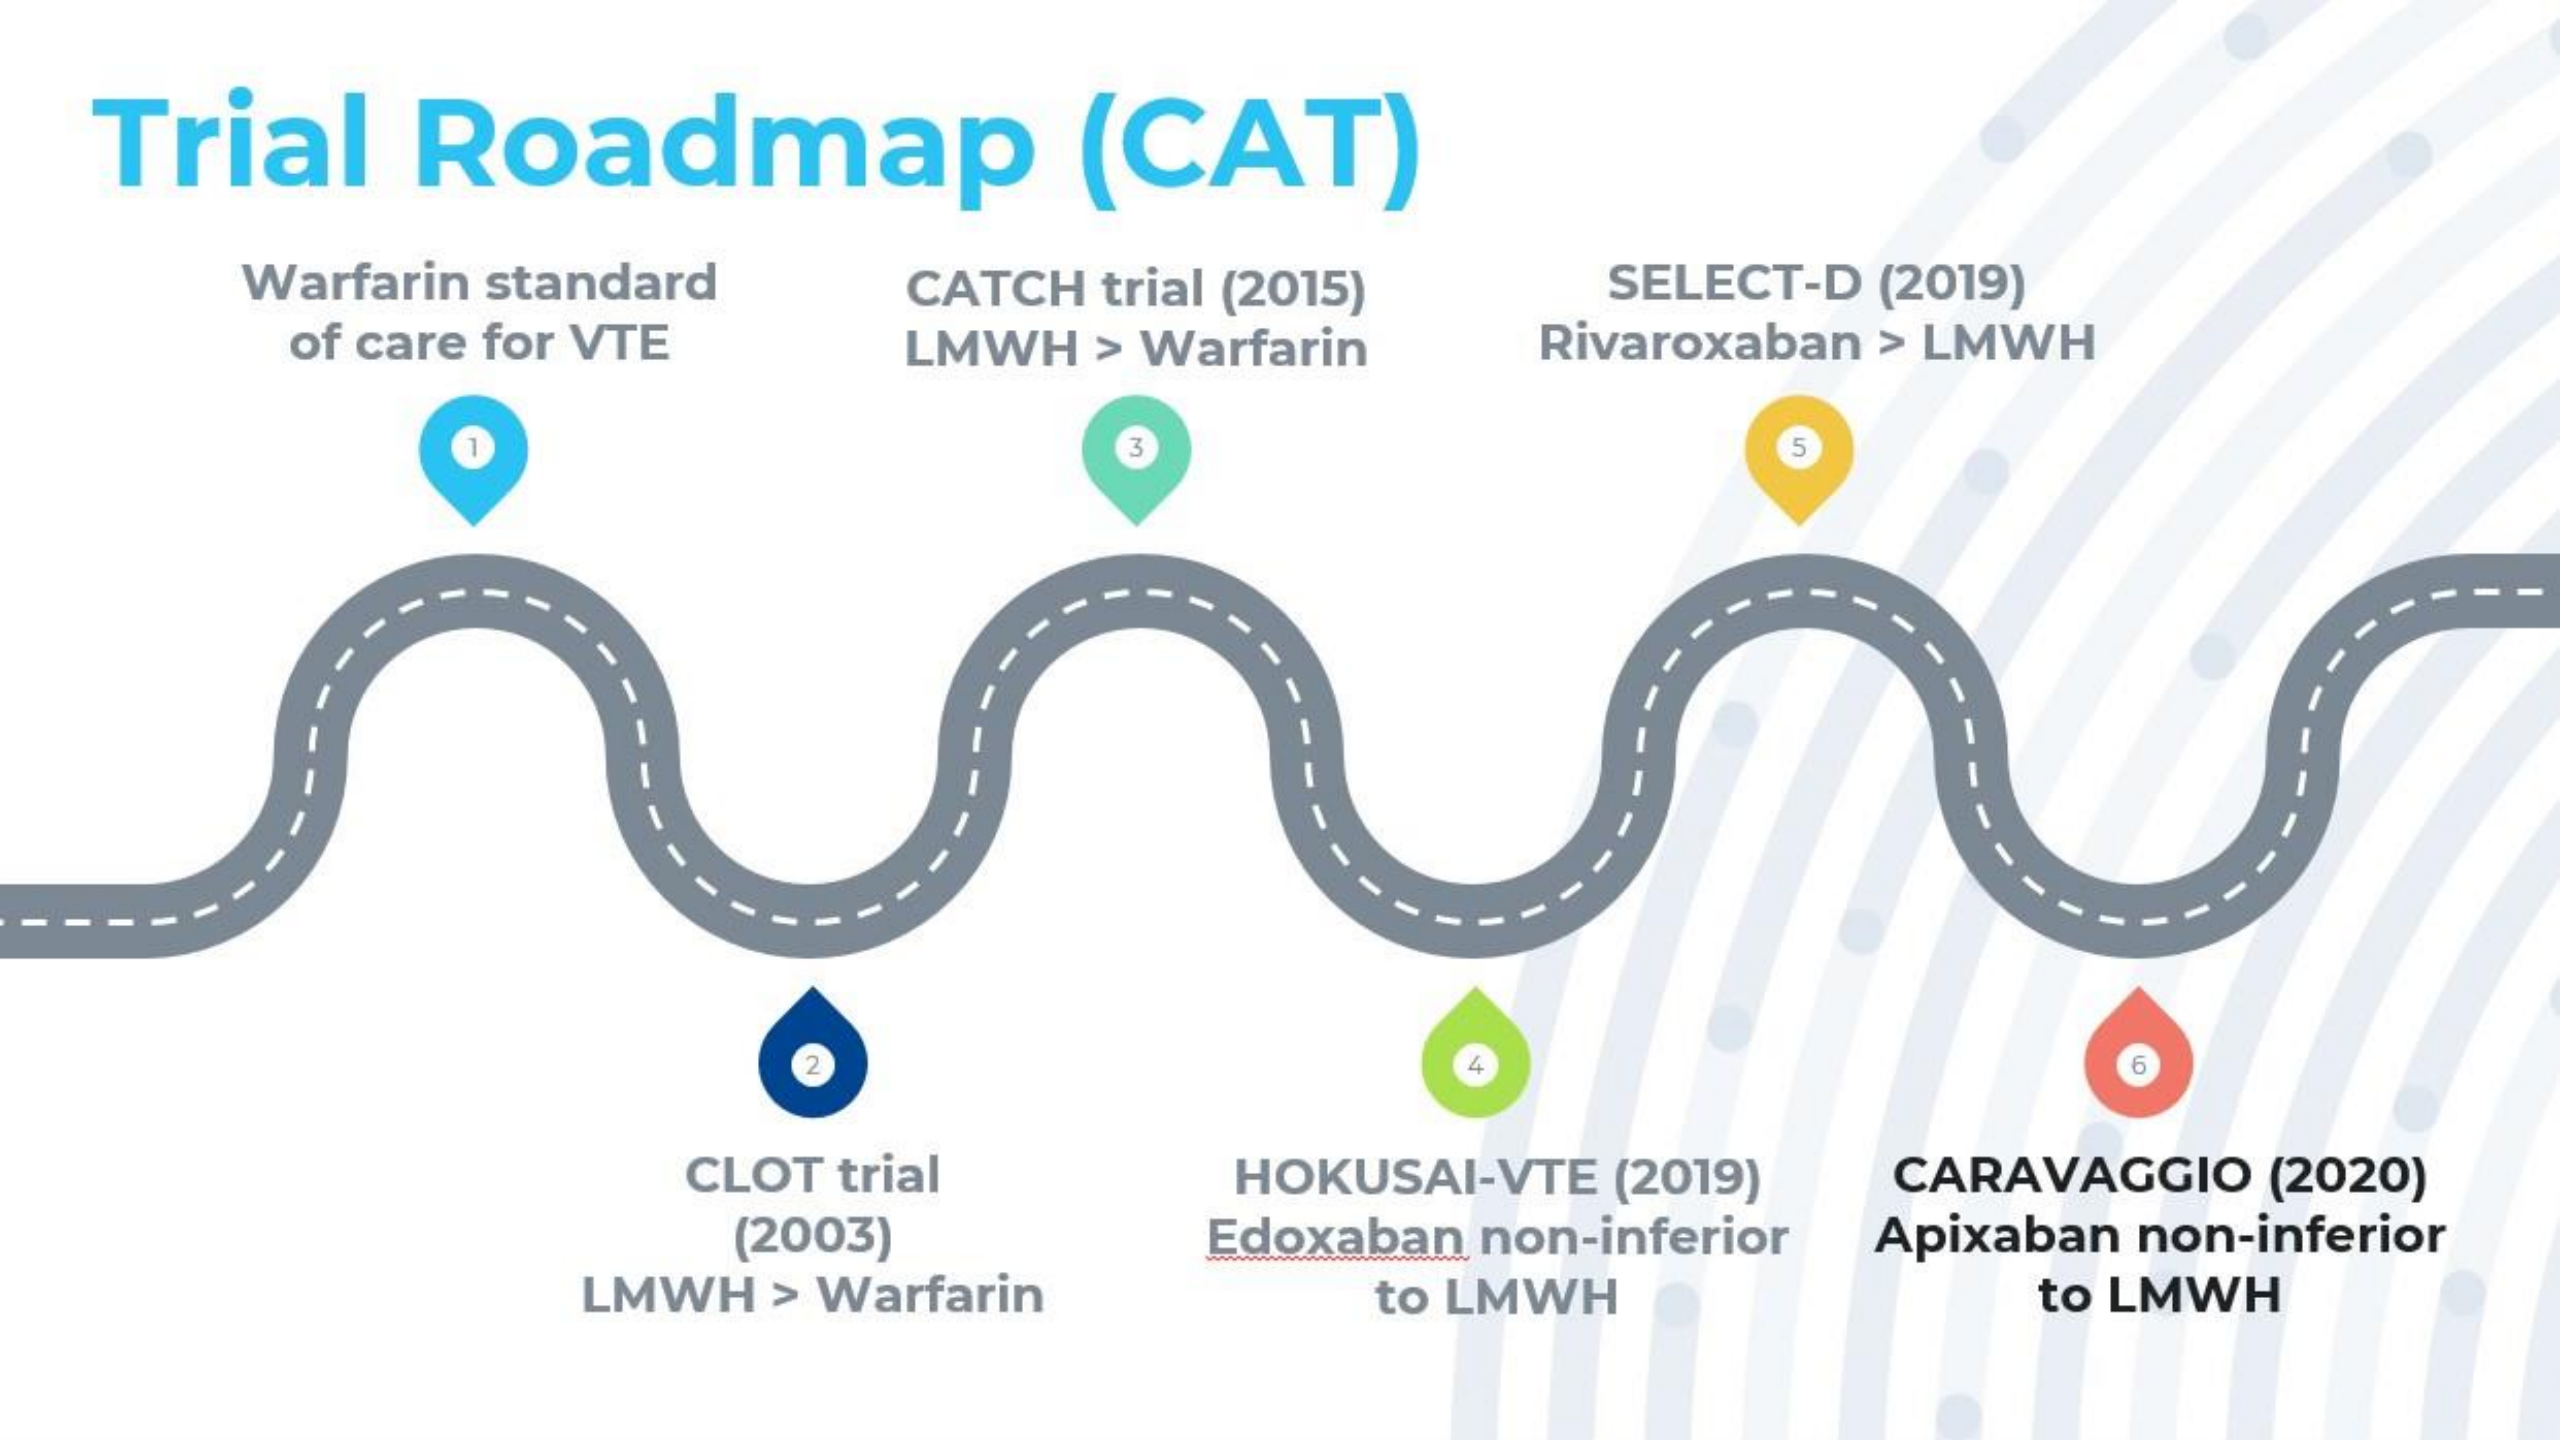 Trial Roadmap (CAT)
Warfarin standard
of care for VTE
1
CLOT trial
(2003)
LMWH > Warfarin
2
CATCH trial (2015)
LMWH > Warfarin
3
HOKUSAI-VTE (2019)
Edoxaban non-inferior
to LMWH
4
SELECT-D (2019)
Rivaroxaban > LMWH
5
CARAVAGGIO (2020)
Apixaban non-inferior
to LMWH
6